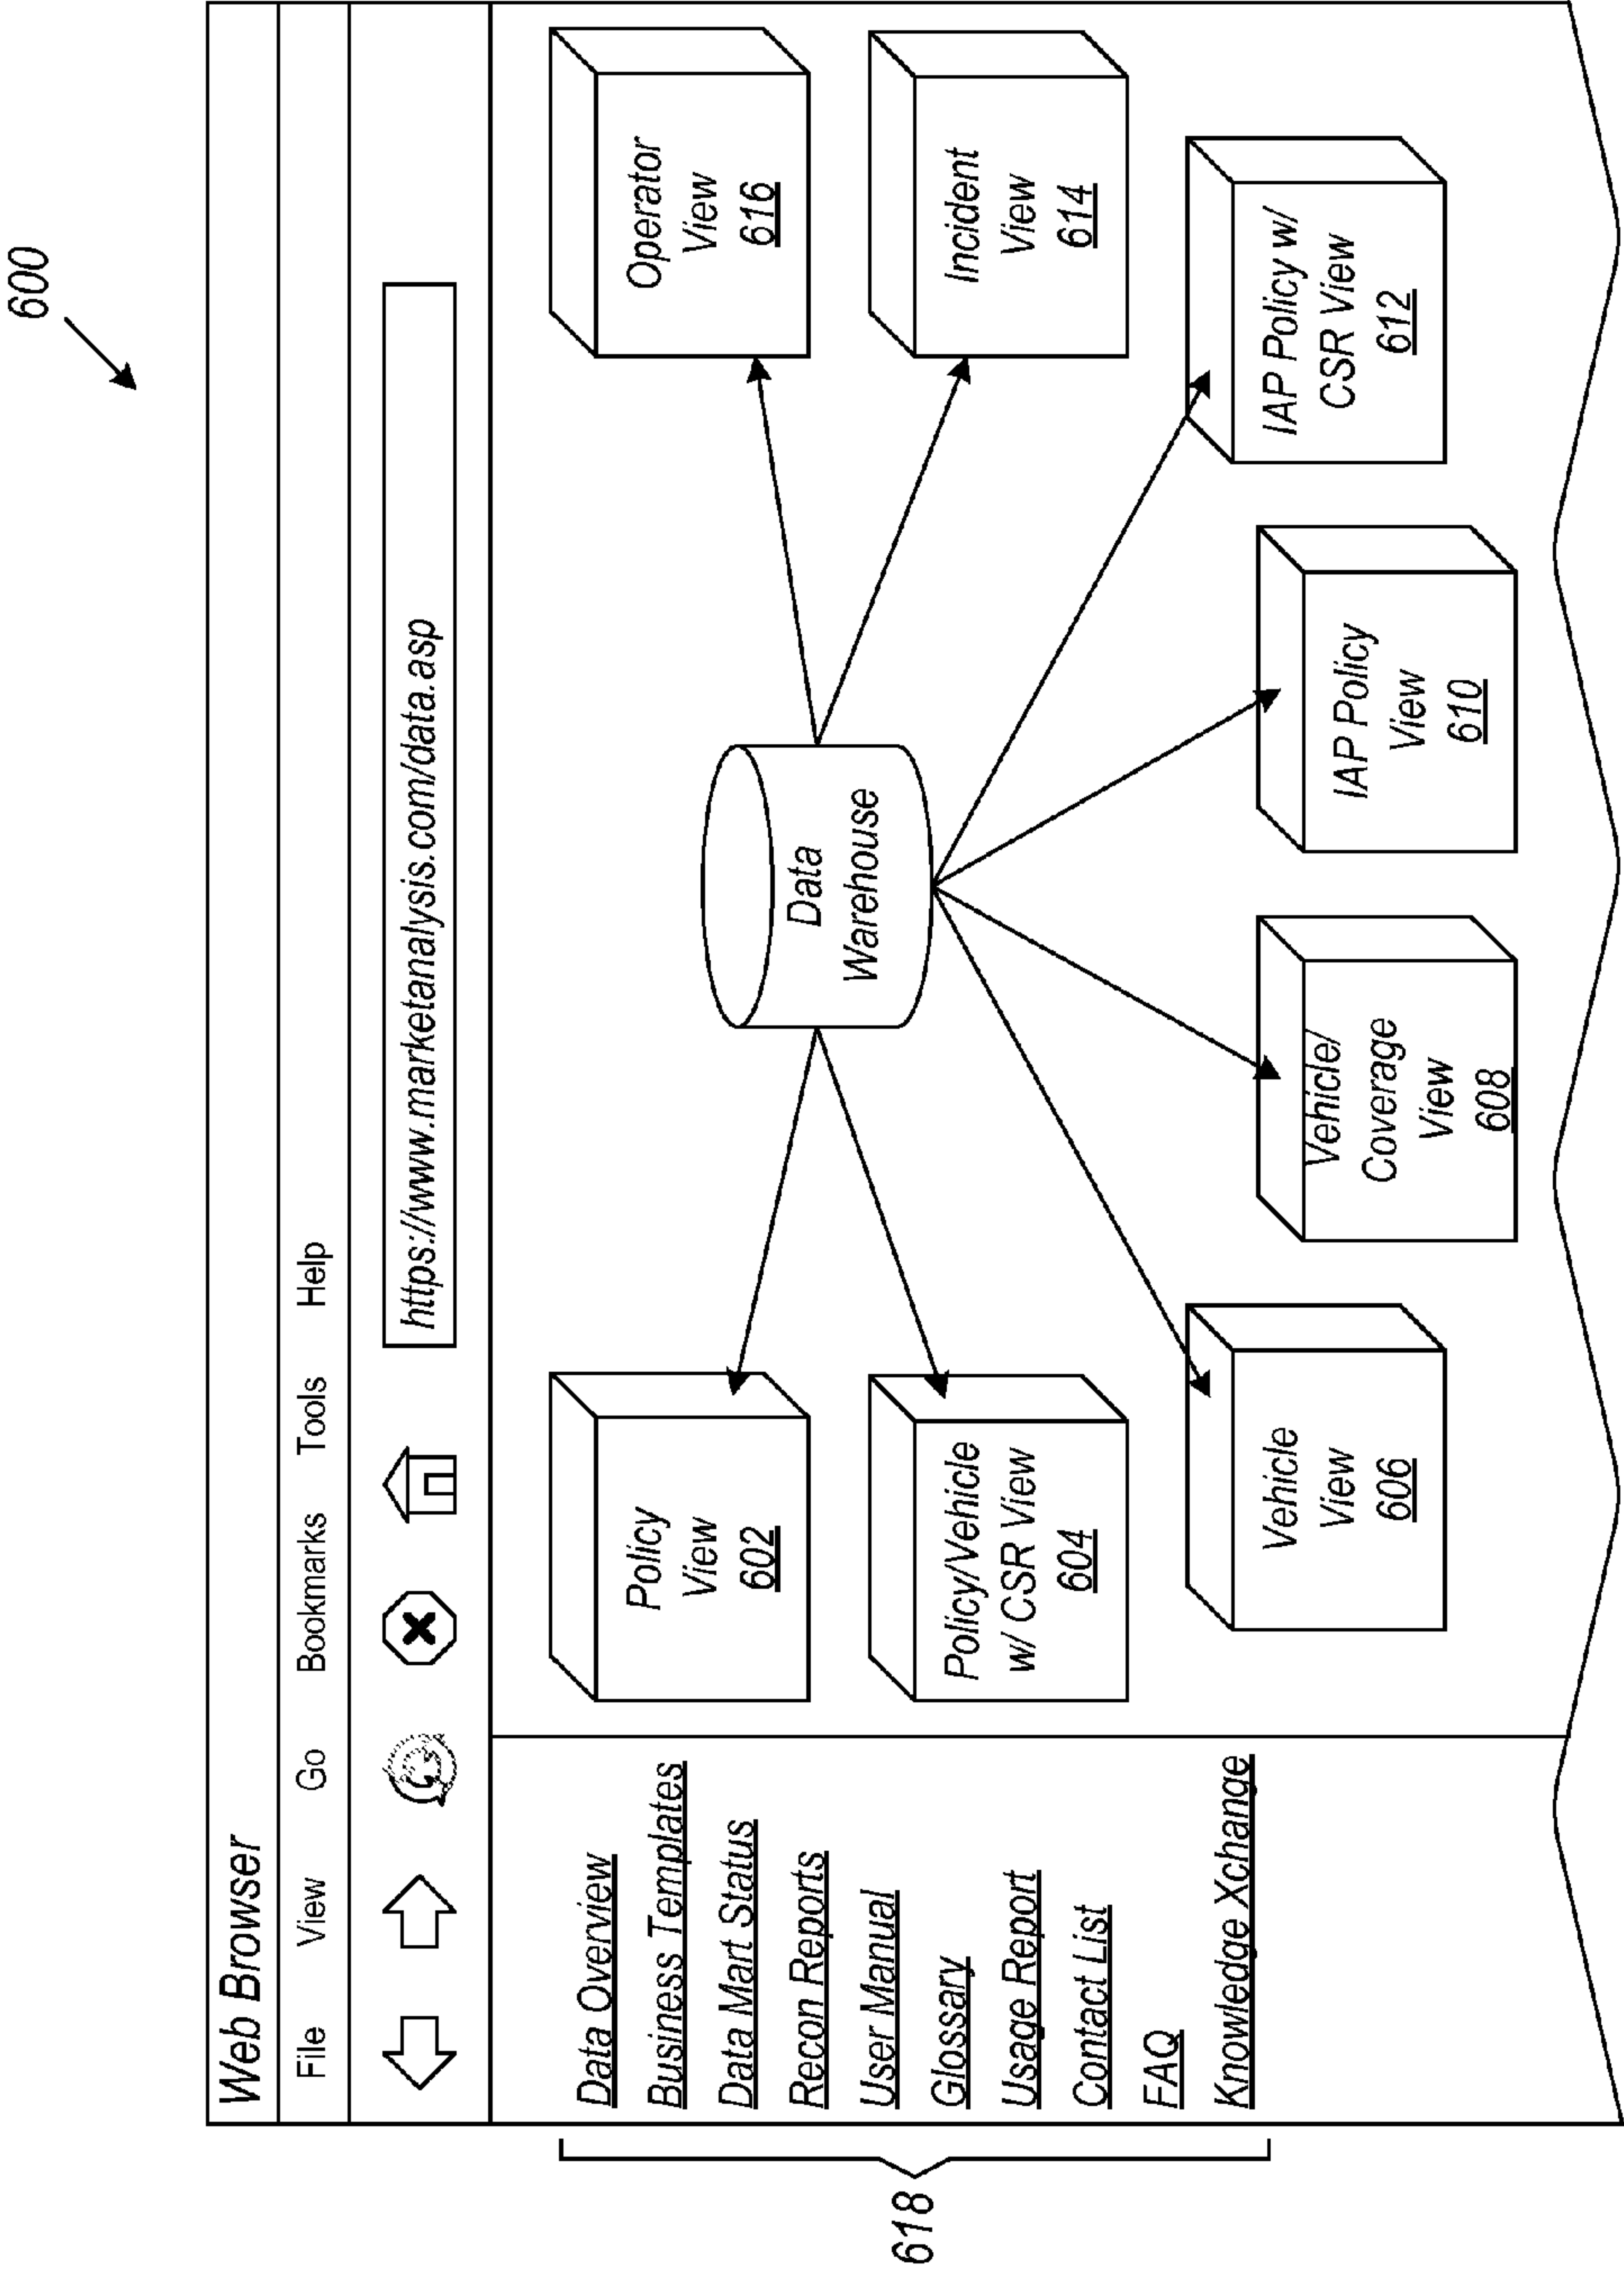 600
Web Browser
File View Go Bookmarks Tools Help
https://www.marketanalysis.com/data.asp
618
Data Overview
Business Templates
Data Mart Status
Recon Reports
User Manual
Glossary
Usage Report
Contact List
FAQ
Knowledge Xchange
Policy
View
602
Policy/Vehicle
w/ CSR View
604
Vehicle
View
606
Data
Warehouse
Vehicle/
Coverage
View
608
IAP Policy
View
610
IAP Policy w/
CSR View
612
Incident
View
614
Operator
View
616